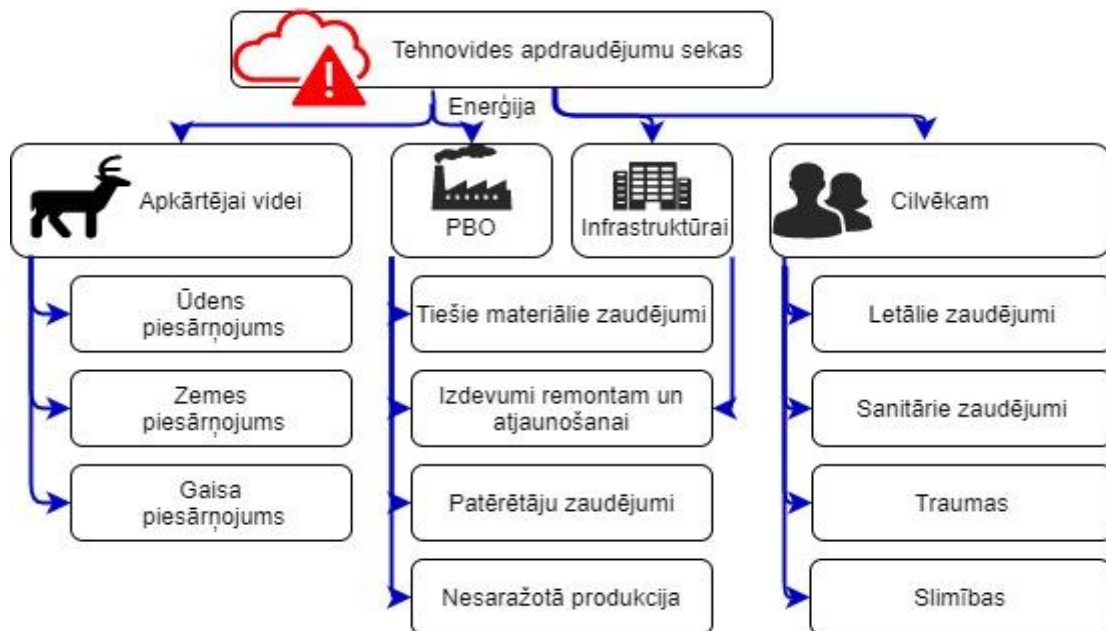 Tehnovides apdraudējumu sekas
Enerģija
Apkārtējai videi
PBO
Infrastruktūrai
Cilvēkam
Ūdens
piesārņojums
Zemes
piesārņojums
Gaisa
piesārņojums
Tiešie materiālie zaudējumi
Izdevumi remontam un
atjaunošanai
Patērētāju zaudējumi
Nesaražotā produkcija
Letālie zaudējumi
Sanitārie zaudējumi
Traumas
Slimības